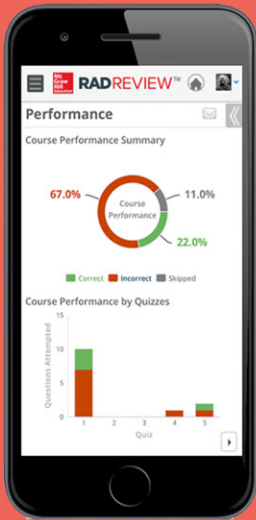 Mc
Graw
Hill
Education
RADREVIEW™
Performance
Course Performance Summary
67.0%
11.0%
Course
Performance
22.0%
Correct Incorrect Skipped
Course Performance by Quizzes
Questions Attempted
15
10
5
0
1 2 3 4 5
Quiz